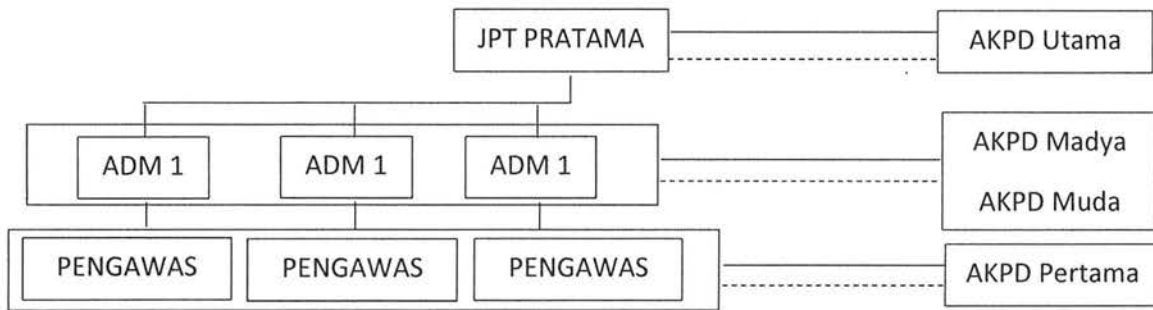 JPT PRATAMA
AKPD Utama
ADM 1
ADM 1
ADM 1
AKPD Madya
AKPD Muda
PENGAWAS
PENGAWAS
PENGAWAS
AKPD Pertama